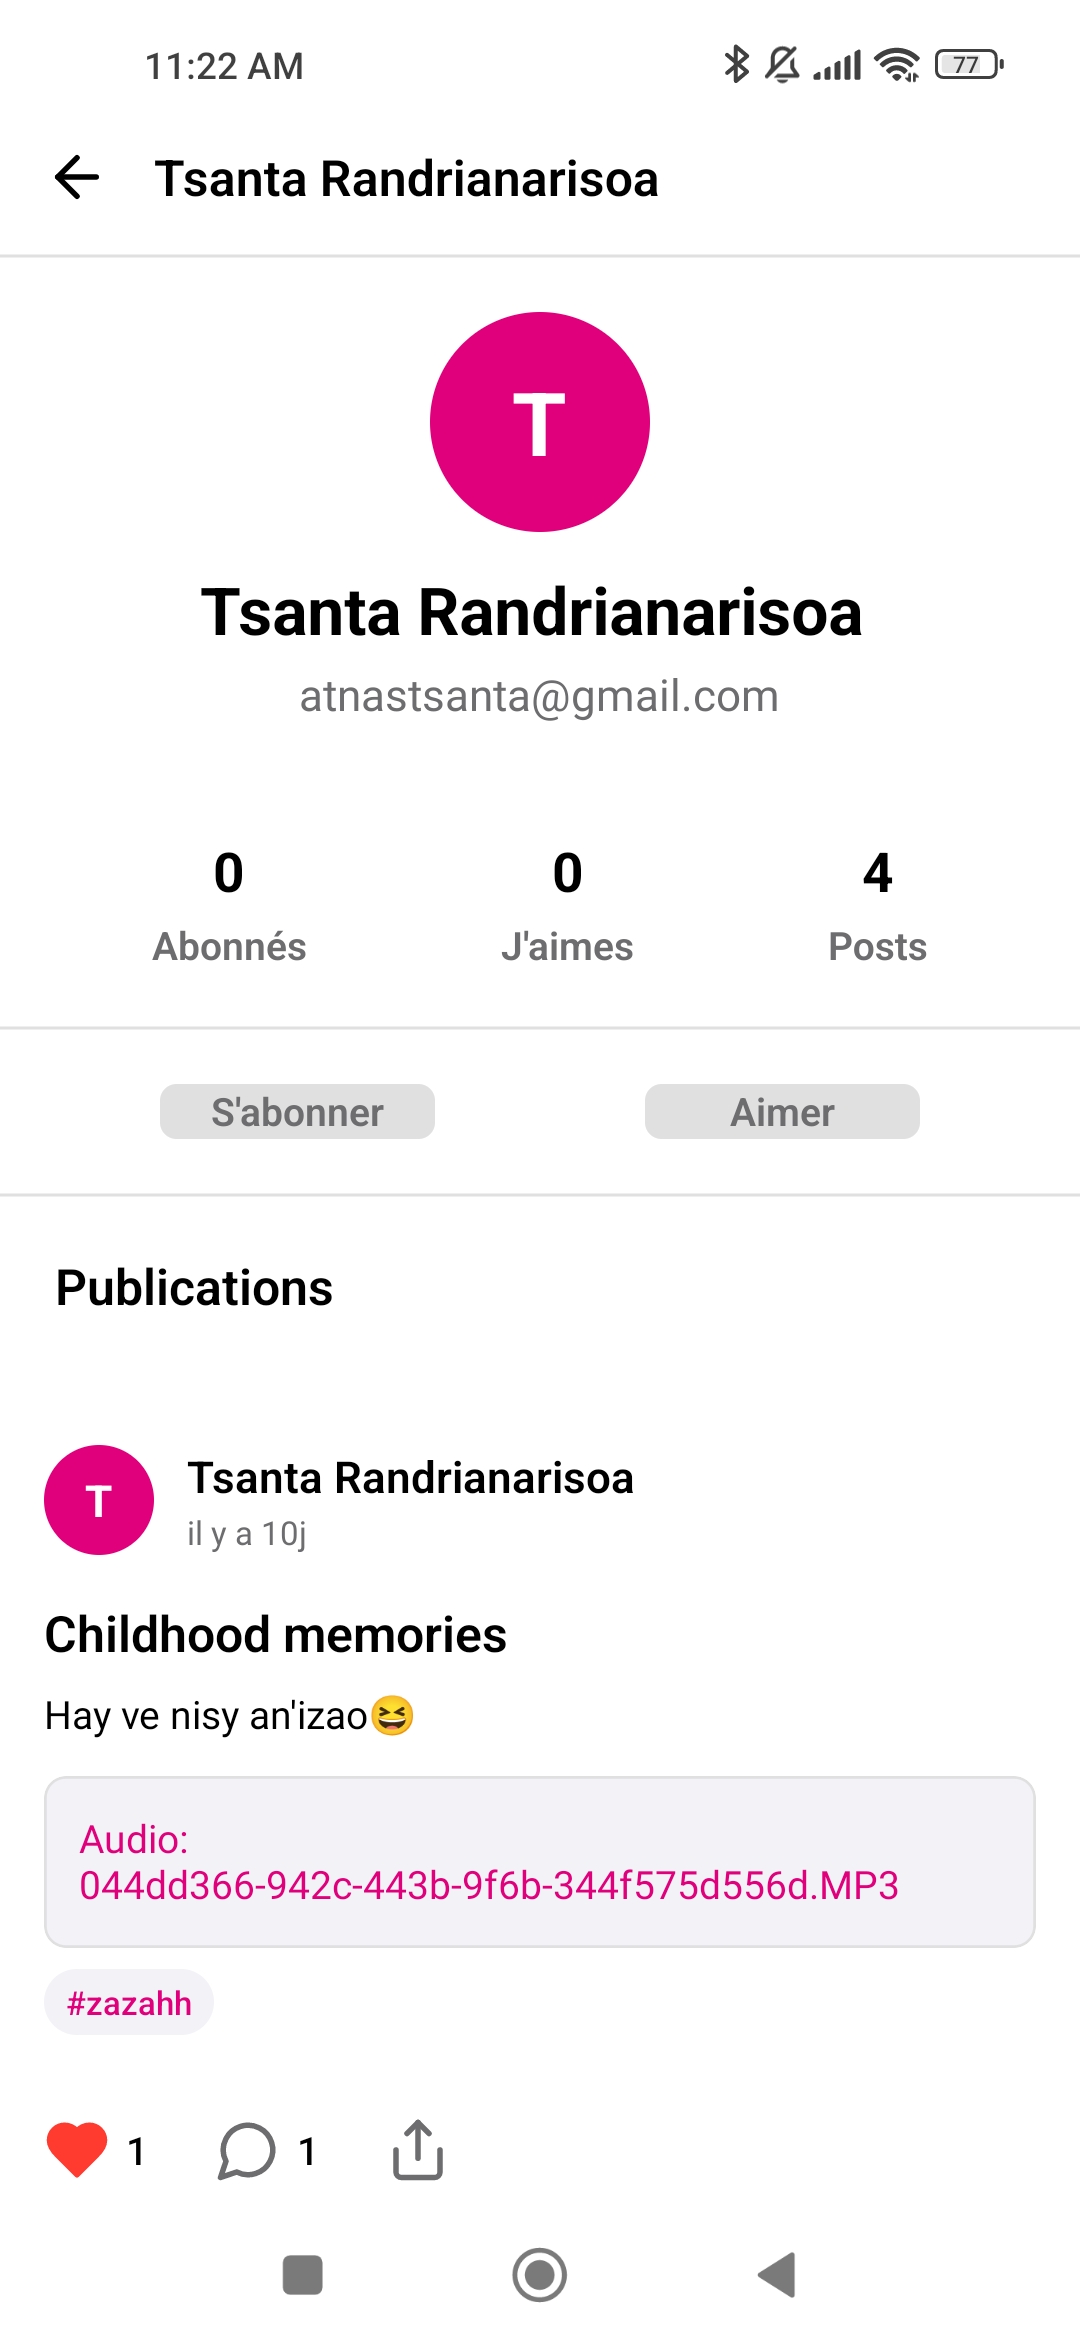 11:22 AM
77
Tsanta Randrianarisoa
T
Tsanta Randrianarisoa
atnastsanta@gmail.com
0 0 4
Abonnés J'aimes Posts
S'abonner Aimer
Publications
T
Tsanta Randrianarisoa
il y a 10j
Childhood memories
Hay ve nisy an'izao😆
Audio:
044dd366-942c-443b-9f6b-344f575d556d.MP3
#zazahh
1 1